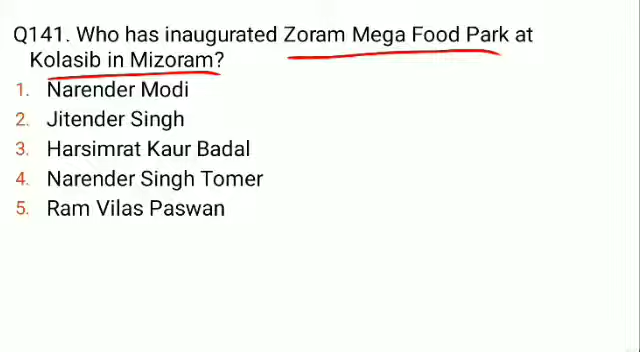 Q141. Who has inaugurated Zoram Mega Food Park at
Kolasib in Mizoram?
1. Narender Modi
2. Jitender Singh
3. Harsimrat Kaur Badal
4. Narender Singh Tomer
5. Ram Vilas Paswan